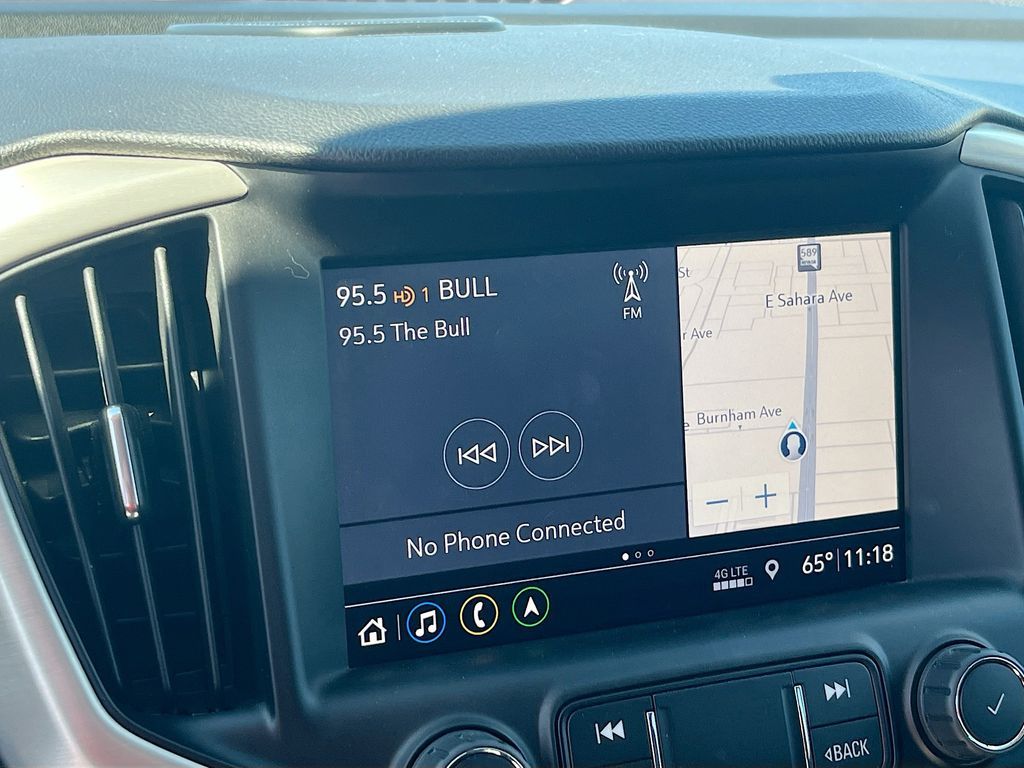 95.5 HD 1 BULL
95.5 The Bull
FM
No Phone Connected
St
589
E Sahara Ave
r Ave
e
Burnham Ave
− +
4G LTE
65° 11:18
BACK